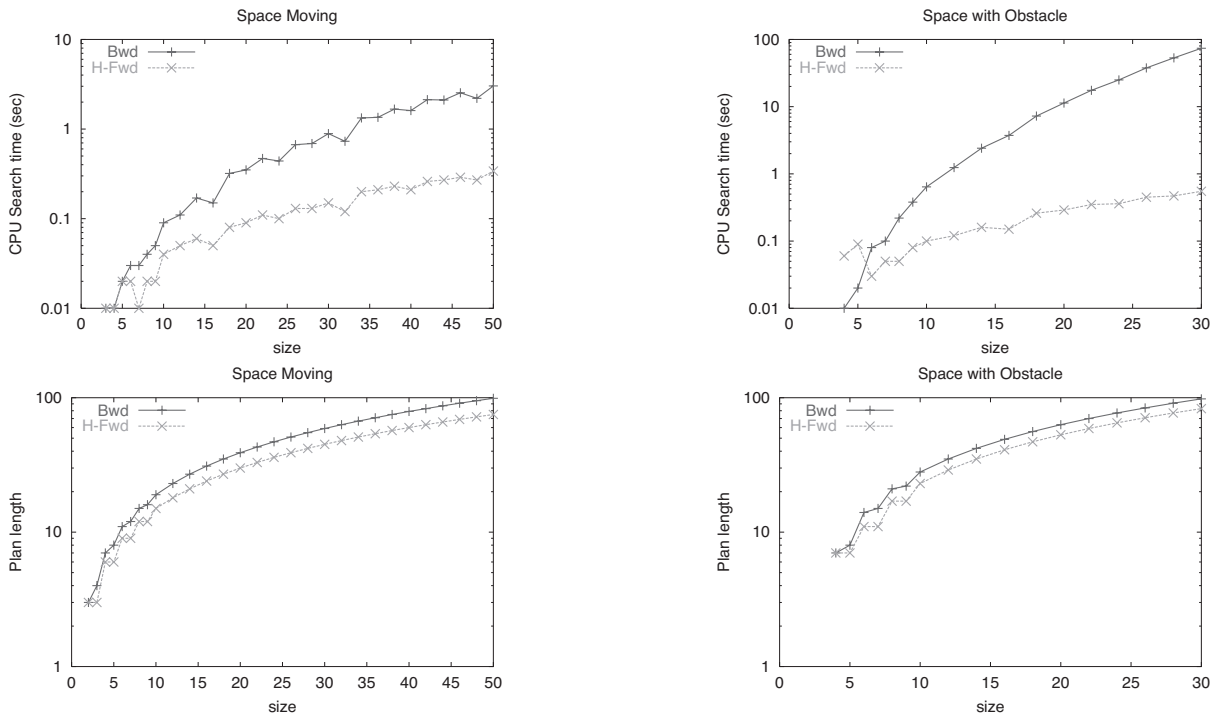 Space Moving
CPU Search time (sec)
10
1
0.1
0.01
Bwd
H-Fwd
0 5 10 15 20 25 30 35 40 45 50
size
Space with Obstacle
CPU Search time (sec)
100
10
1
0.1
0.01
Bwd
H-Fwd
0 5 10 15 20 25 30
size
Space Moving
Plan length
100
10
1
Bwd
H-Fwd
0 5 10 15 20 25 30 35 40 45 50
size
Space with Obstacle
Plan length
100
10
1
Bwd
H-Fwd
0 5 10 15 20 25 30
size